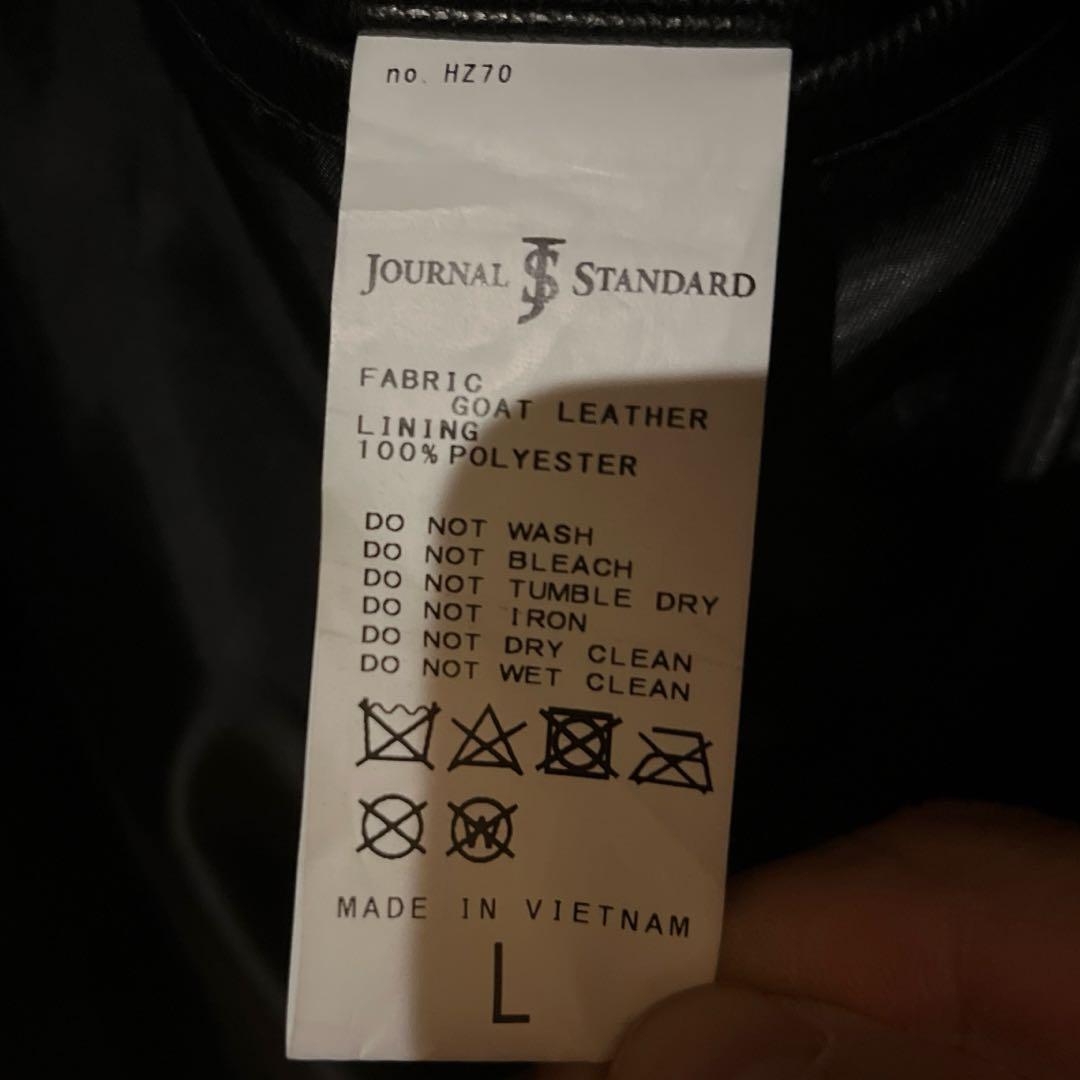 no. HZ70
JOURNAL JS STANDARD
FABRIC
GOAT LEATHER
LINING
100% POLYESTER
DO NOT WASH
DO NOT BLEACH
DO NOT TUMBLE DRY
DO NOT IRON
DO NOT DRY CLEAN
DO NOT WET CLEAN
W
MADE IN VIETNAM
L